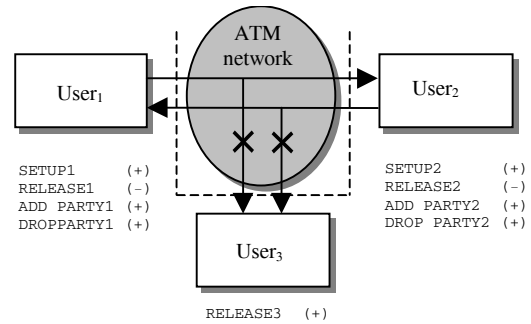 ATM
network
User1
User2
SETUP1 (+)
RELEASE1 (–)
ADD PARTY1 (+)
DROPPARTY1 (+)
SETUP2 (+)
RELEASE2 (–)
ADD PARTY2 (+)
DROP PARTY2 (+)
User3
RELEASE3 (+)